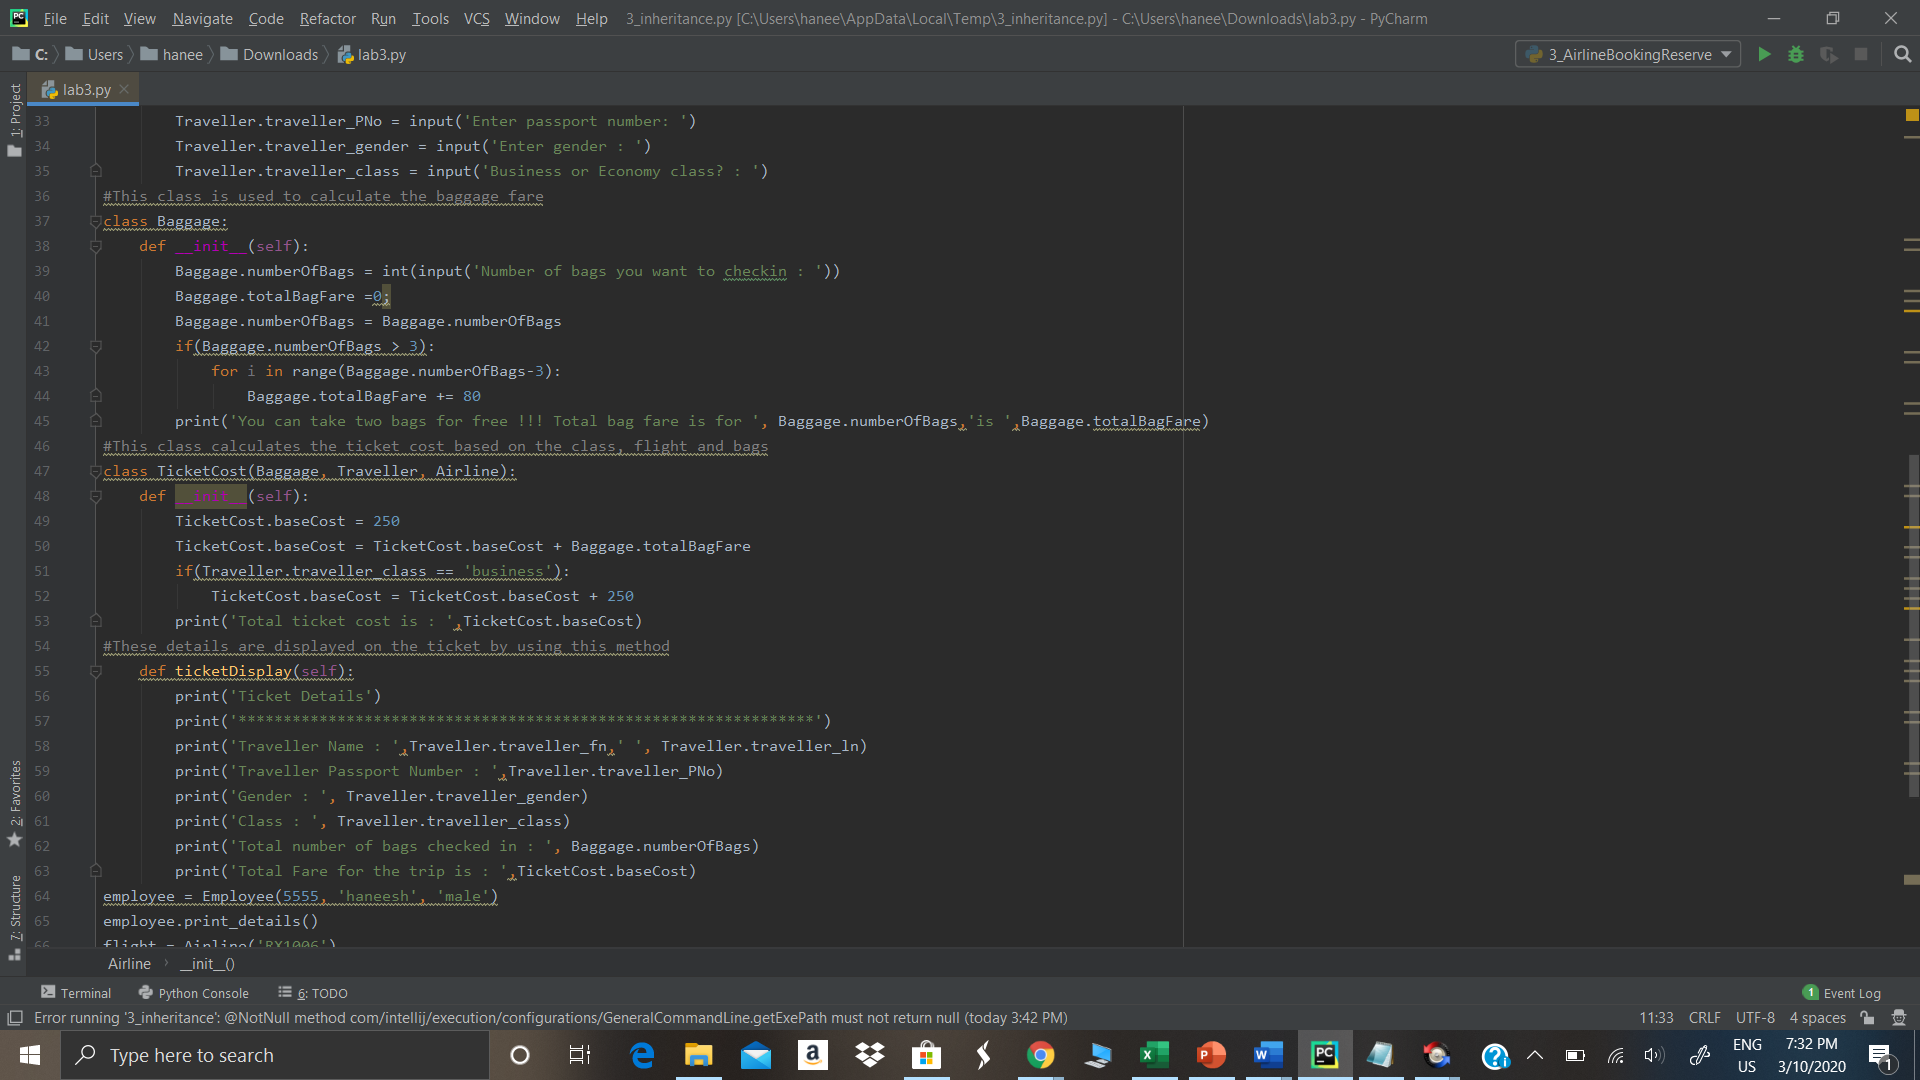 File Edit View Navigate Code Refactor Run Tools VCS Window Help 3_inheritance.py [C:\Users\hanee\AppData\Local\Temp\3_inheritance.py] - C:\Users\hanee\Downloads\lab3.py - PyCharm
C: Users hanee Downloads lab3.py 3_AirlineBookingReserve
1: Project
lab3.py
33 Traveller.traveller_PNo = input('Enter passport number: ')
34 Traveller.traveller_gender = input('Enter gender : ')
35 Traveller.traveller_class = input('Business or Economy class? : ')
36 #This class is used to calculate the baggage fare
37 class Baggage:
38 def __init__(self):
39 Baggage.numberOfBags = int(input('Number of bags you want to checkin : '))
40 Baggage.totalBagFare =0;
41 Baggage.numberOfBags = Baggage.numberOfBags
42 if(Baggage.numberOfBags > 3):
43 for i in range(Baggage.numberOfBags-3):
44 Baggage.totalBagFare += 80
45 print('You can take two bags for free !!! Total bag fare is for ', Baggage.numberOfBags,'is ',Baggage.totalBagFare)
46 #This class calculates the ticket cost based on the class, flight and bags
47 class TicketCost(Baggage, Traveller, Airline):
48 def __init__(self):
49 TicketCost.baseCost = 250
50 TicketCost.baseCost = TicketCost.baseCost + Baggage.totalBagFare
51 if(Traveller.traveller_class == 'business'):
52 TicketCost.baseCost = TicketCost.baseCost + 250
53 print('Total ticket cost is : ',TicketCost.baseCost)
54 #These details are displayed on the ticket by using this method
55 def ticketDisplay(self):
56 print('Ticket Details')
57 print('****************************************************************')
58 print('Traveller Name : ',Traveller.traveller_fn,' ', Traveller.traveller_ln)
59 print('Traveller Passport Number : ',Traveller.traveller_PNo)
60 print('Gender : ', Traveller.traveller_gender)
61 print('Class : ', Traveller.traveller_class)
62 print('Total number of bags checked in : ', Baggage.numberOfBags)
63 print('Total Fare for the trip is : ',TicketCost.baseCost)
64 employee = Employee(5555, 'haneesh', 'male')
65 employee.print_details()
66 flight = Airline('RX1006')
2: Favorites
7: Structure
Airline __init__()
Terminal Python Console 6: TODO 1 Event Log
Error running '3_inheritance': @NotNull method com/intellij/execution/configurations/GeneralCommandLine.getExePath must not return null (today 3:42 PM) 11:33 CRLF UTF-8 4 spaces
Type here to search
ENG
US
7:32 PM
3/10/2020
1